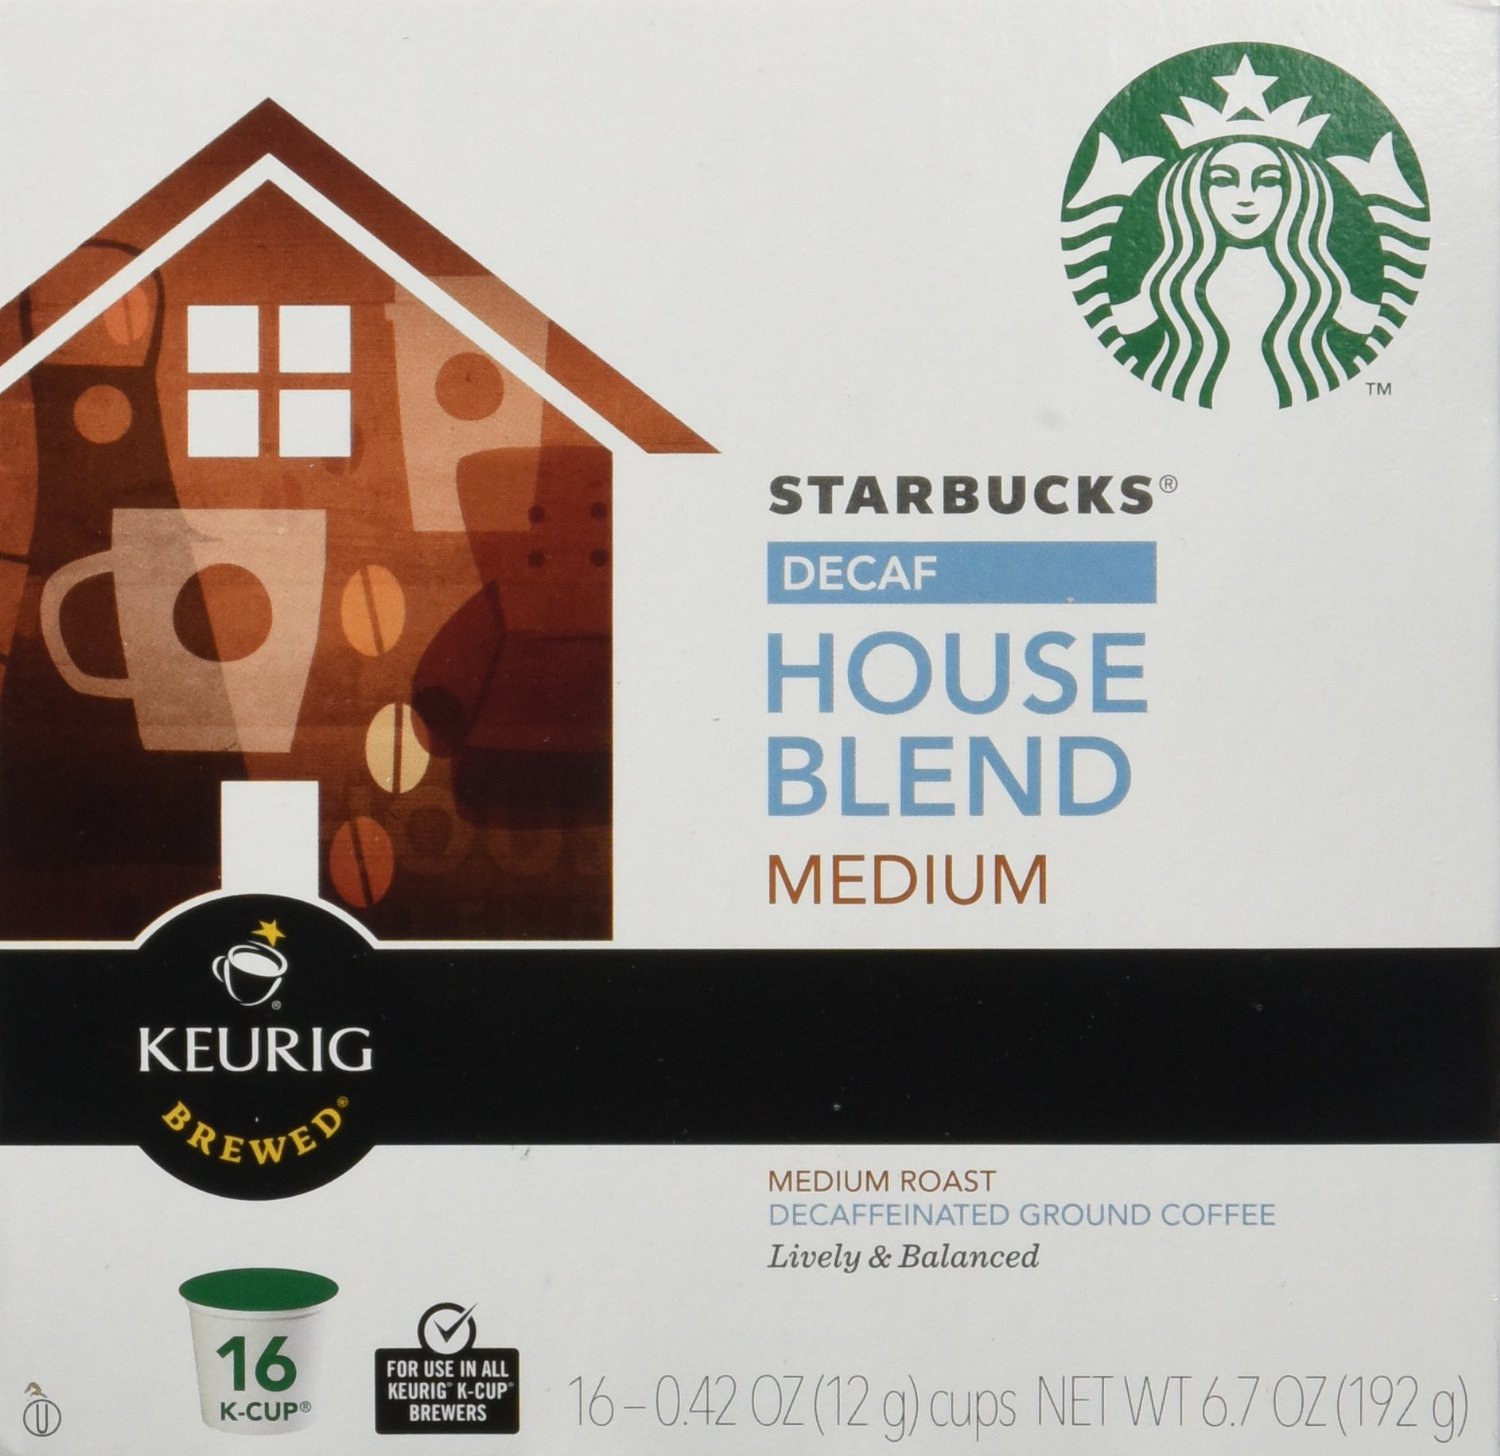 ™
STARBUCKS®
DECAF
HOUSE
BLEND
MEDIUM
KEURIG
BREWED®
MEDIUM ROAST
DECAFFEINATED GROUND COFFEE
Lively & Balanced
16
K-CUP®
FOR USE IN ALL
KEURIG® K-CUP®
BREWERS
U
16–0.42 OZ (12 g) cups NET WT 6.7 OZ (192 g)